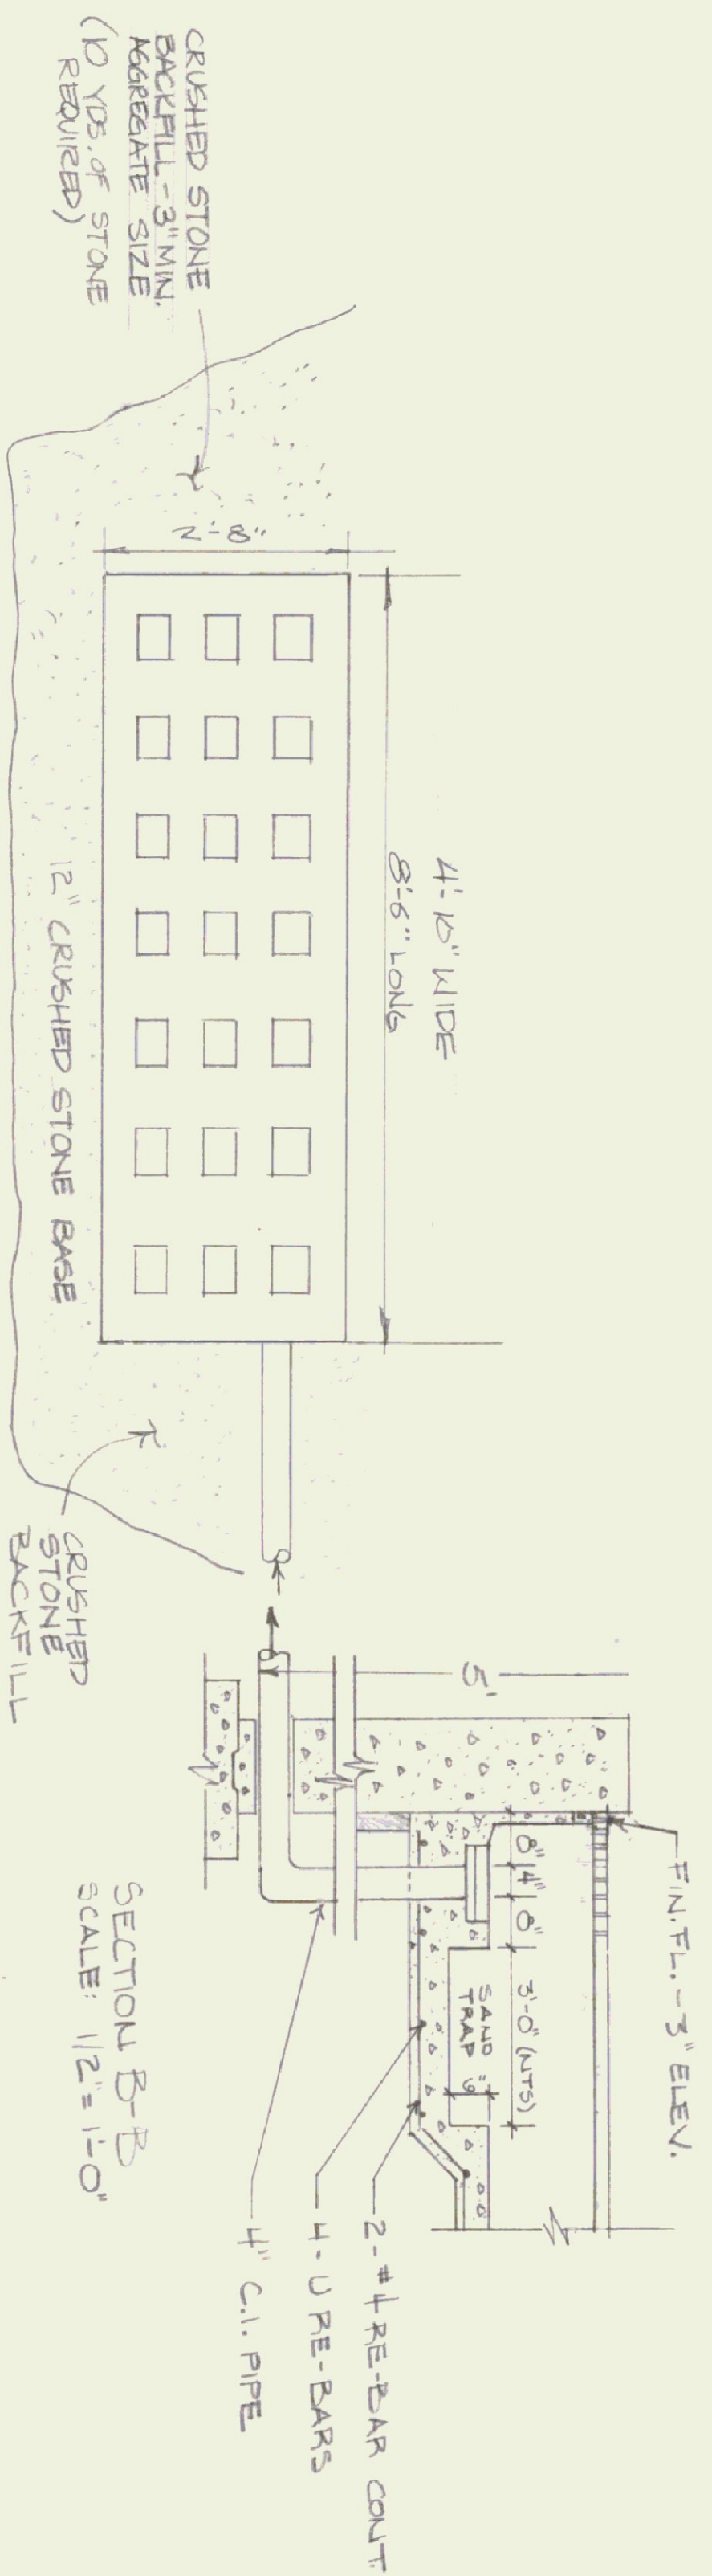 CRUSHED STONE
BACKFILL - 3" MIN.
AGGREGATE SIZE
(10 YDS. OF STONE
REQUIRED)
2'-8"
4'-10" WIDE
8'-6" LONG
12" CRUSHED STONE BASE
CRUSHED
STONE
BACKFILL
5'
FIN. FL. - 3" ELEV.
8" 4" 8" 3'-0" (NTS)
SAND
TRAP
2 - #4 RE-BAR CONT.
4 - U RE-BARS
4" C.I. PIPE
SECTION B-B
SCALE: 1/2" = 1'-0"